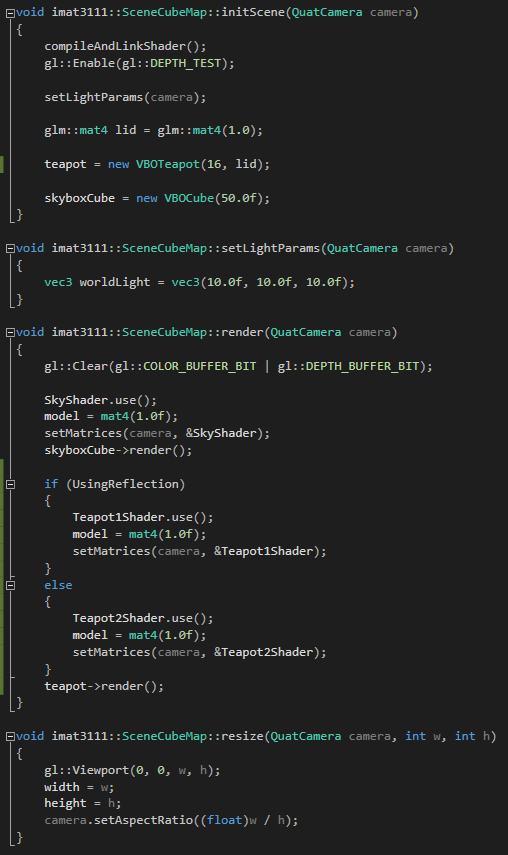 void imat3111::SceneCubeMap::initScene(QuatCamera camera)
{
    compileAndLinkShader();
    gl::Enable(gl::DEPTH_TEST);

    setLightParams(camera);

    glm::mat4 lid = glm::mat4(1.0);

    teapot = new VBOTeapot(16, lid);

    skyboxCube = new VBOCube(50.0f);
}

void imat3111::SceneCubeMap::setLightParams(QuatCamera camera)
{
    vec3 worldLight = vec3(10.0f, 10.0f, 10.0f);
}

void imat3111::SceneCubeMap::render(QuatCamera camera)
{
    gl::Clear(gl::COLOR_BUFFER_BIT | gl::DEPTH_BUFFER_BIT);

    SkyShader.use();
    model = mat4(1.0f);
    setMatrices(camera, &SkyShader);
    skyboxCube->render();

    if (UsingReflection)
    {
        Teapot1Shader.use();
        model = mat4(1.0f);
        setMatrices(camera, &Teapot1Shader);
    }
    else
    {
        Teapot2Shader.use();
        model = mat4(1.0f);
        setMatrices(camera, &Teapot2Shader);
    }
    teapot->render();
}

void imat3111::SceneCubeMap::resize(QuatCamera camera, int w, int h)
{
    gl::Viewport(0, 0, w, h);
    width = w;
    height = h;
    camera.setAspectRatio((float)w / h);
}